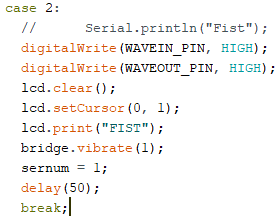 case 2:
//      Serial.println("Fist");
digitalWrite(WAVEIN_PIN, HIGH);
digitalWrite(WAVEOUT_PIN, HIGH);
lcd.clear();
lcd.setCursor(0, 1);
lcd.print("FIST");
bridge.vibrate(1);
sernum = 1;
delay(50);
break;